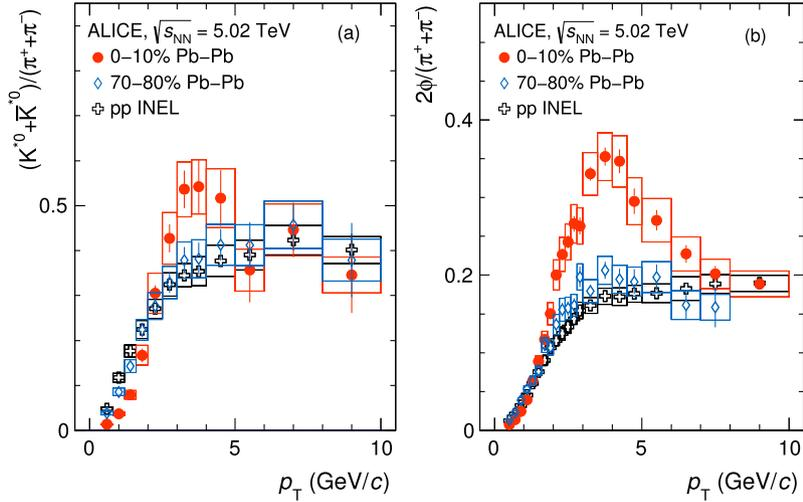 (K*0+K̅*0)/(π++π−)
ALICE, √sNN = 5.02 TeV (a)
0–10% Pb–Pb
70–80% Pb–Pb
pp INEL
0.5
0
0 5 10
pT (GeV/c)
2ϕ/(π++π−)
ALICE, √sNN = 5.02 TeV
(b)
0–10% Pb–Pb
70–80% Pb–Pb
pp INEL
0.4
0.2
0
0 5 10
pT (GeV/c)